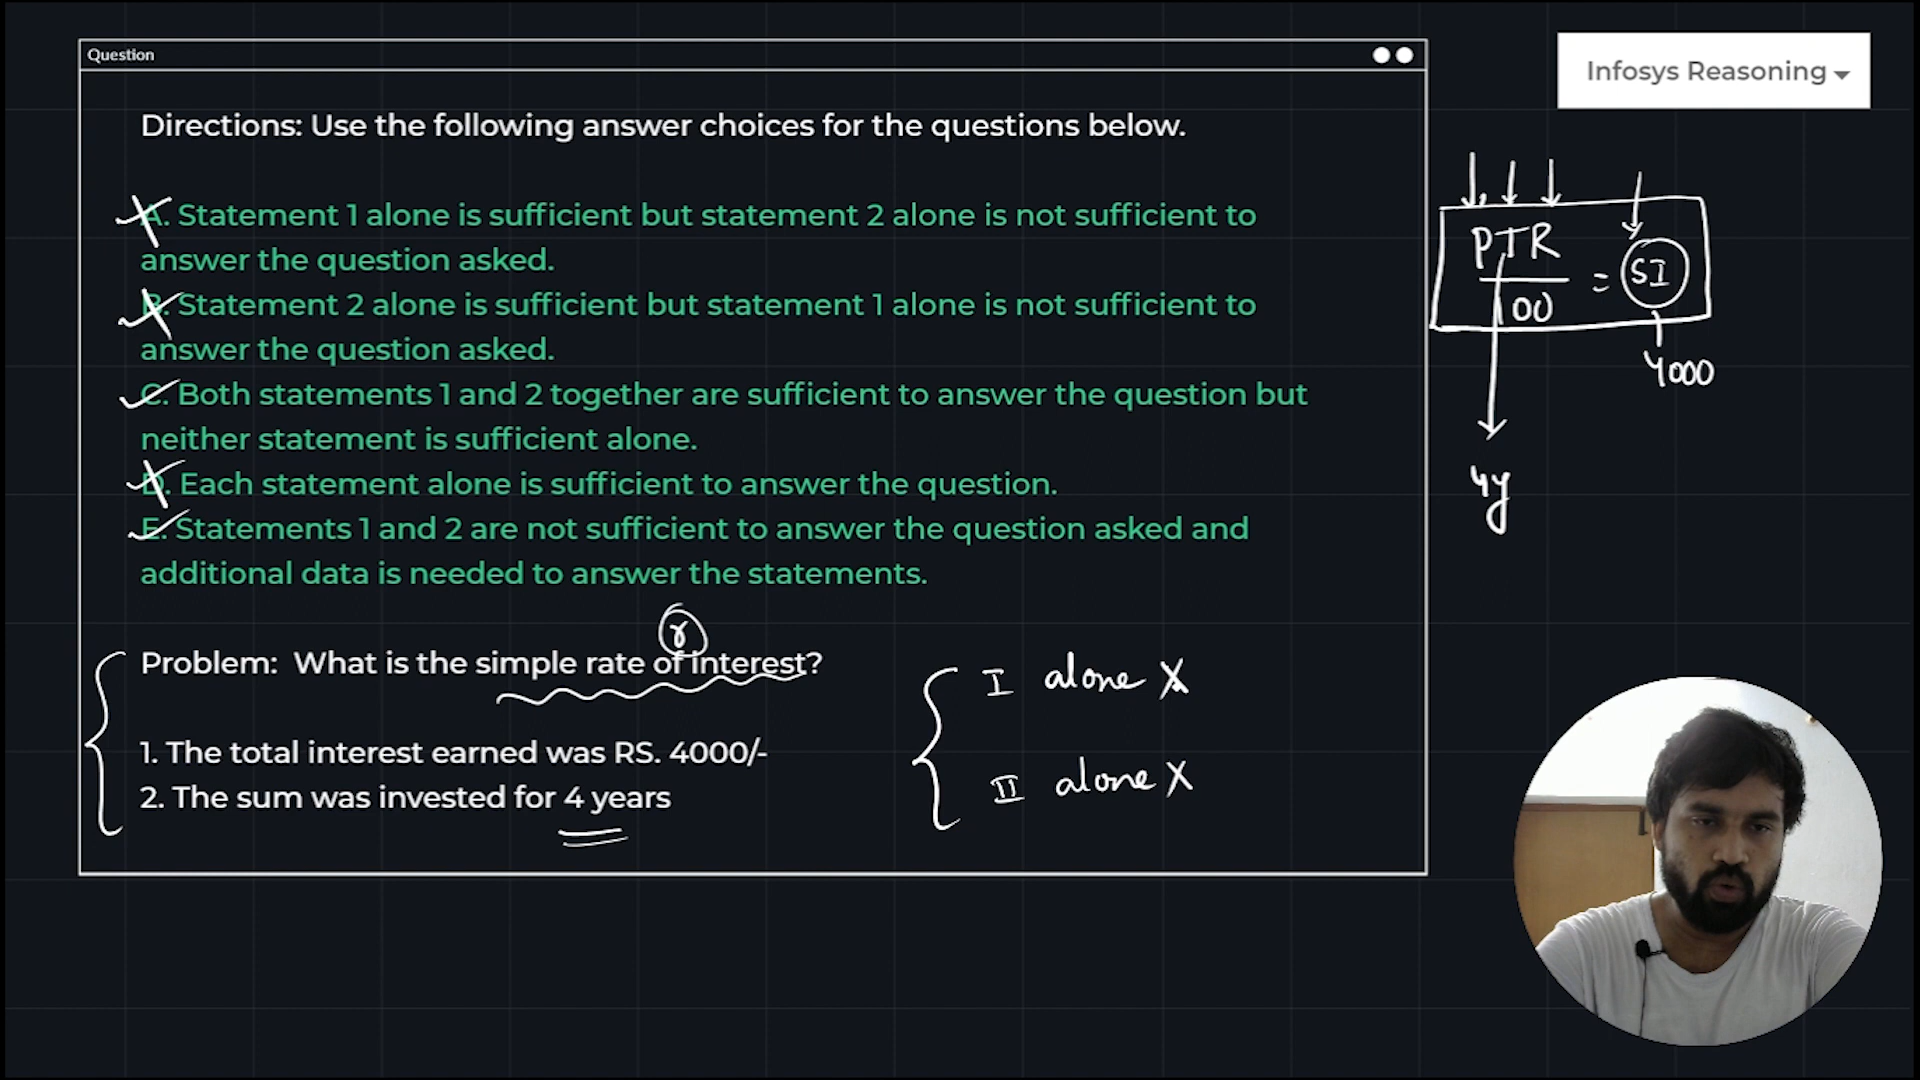 Question
Infosys Reasoning
Directions: Use the following answer choices for the questions below.
A. Statement 1 alone is sufficient but statement 2 alone is not sufficient to
answer the question asked.
B. Statement 2 alone is sufficient but statement 1 alone is not sufficient to
answer the question asked.
C. Both statements 1 and 2 together are sufficient to answer the question but
neither statement is sufficient alone.
D. Each statement alone is sufficient to answer the question.
E. Statements 1 and 2 are not sufficient to answer the question asked and
additional data is needed to answer the statements.
r
Problem: What is the simple rate of interest?
1. The total interest earned was RS. 4000/-
2. The sum was invested for 4 years
I alone X
II alone X
PTR
100
= SI
4000
4y